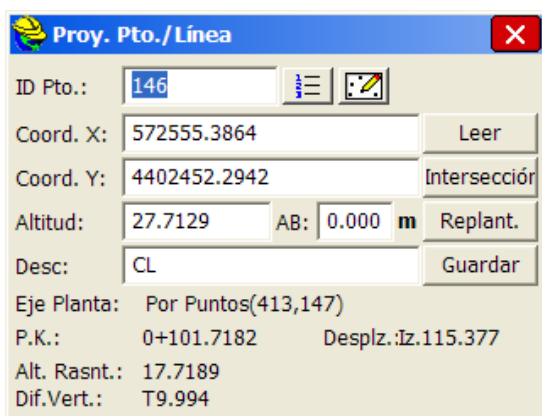 Proy. Pto./Línea
ID Pto.: 146
Coord. X: 572555.3864 Leer
Coord. Y: 4402452.2942 Intersección
Altitud: 27.7129 AB: 0.000 m Replant.
Desc: CL Guardar
Eje Planta: Por Puntos(413,147)
P.K.: 0+101.7182 Desplz.:Iz.115.377
Alt. Rasnt.: 17.7189
Dif.Vert.: T9.994